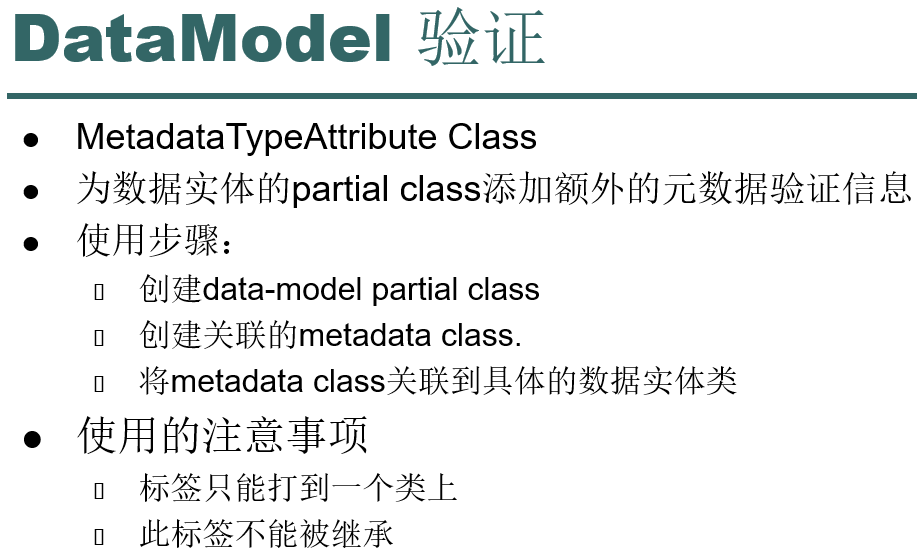 DataModel 验证
MetadataTypeAttribute Class
为数据实体的partial class添加额外的元数据验证信息
使用步骤：
创建data-model partial class
创建关联的metadata class.
将metadata class关联到具体的数据实体类
使用的注意事项
标签只能打到一个类上
此标签不能被继承